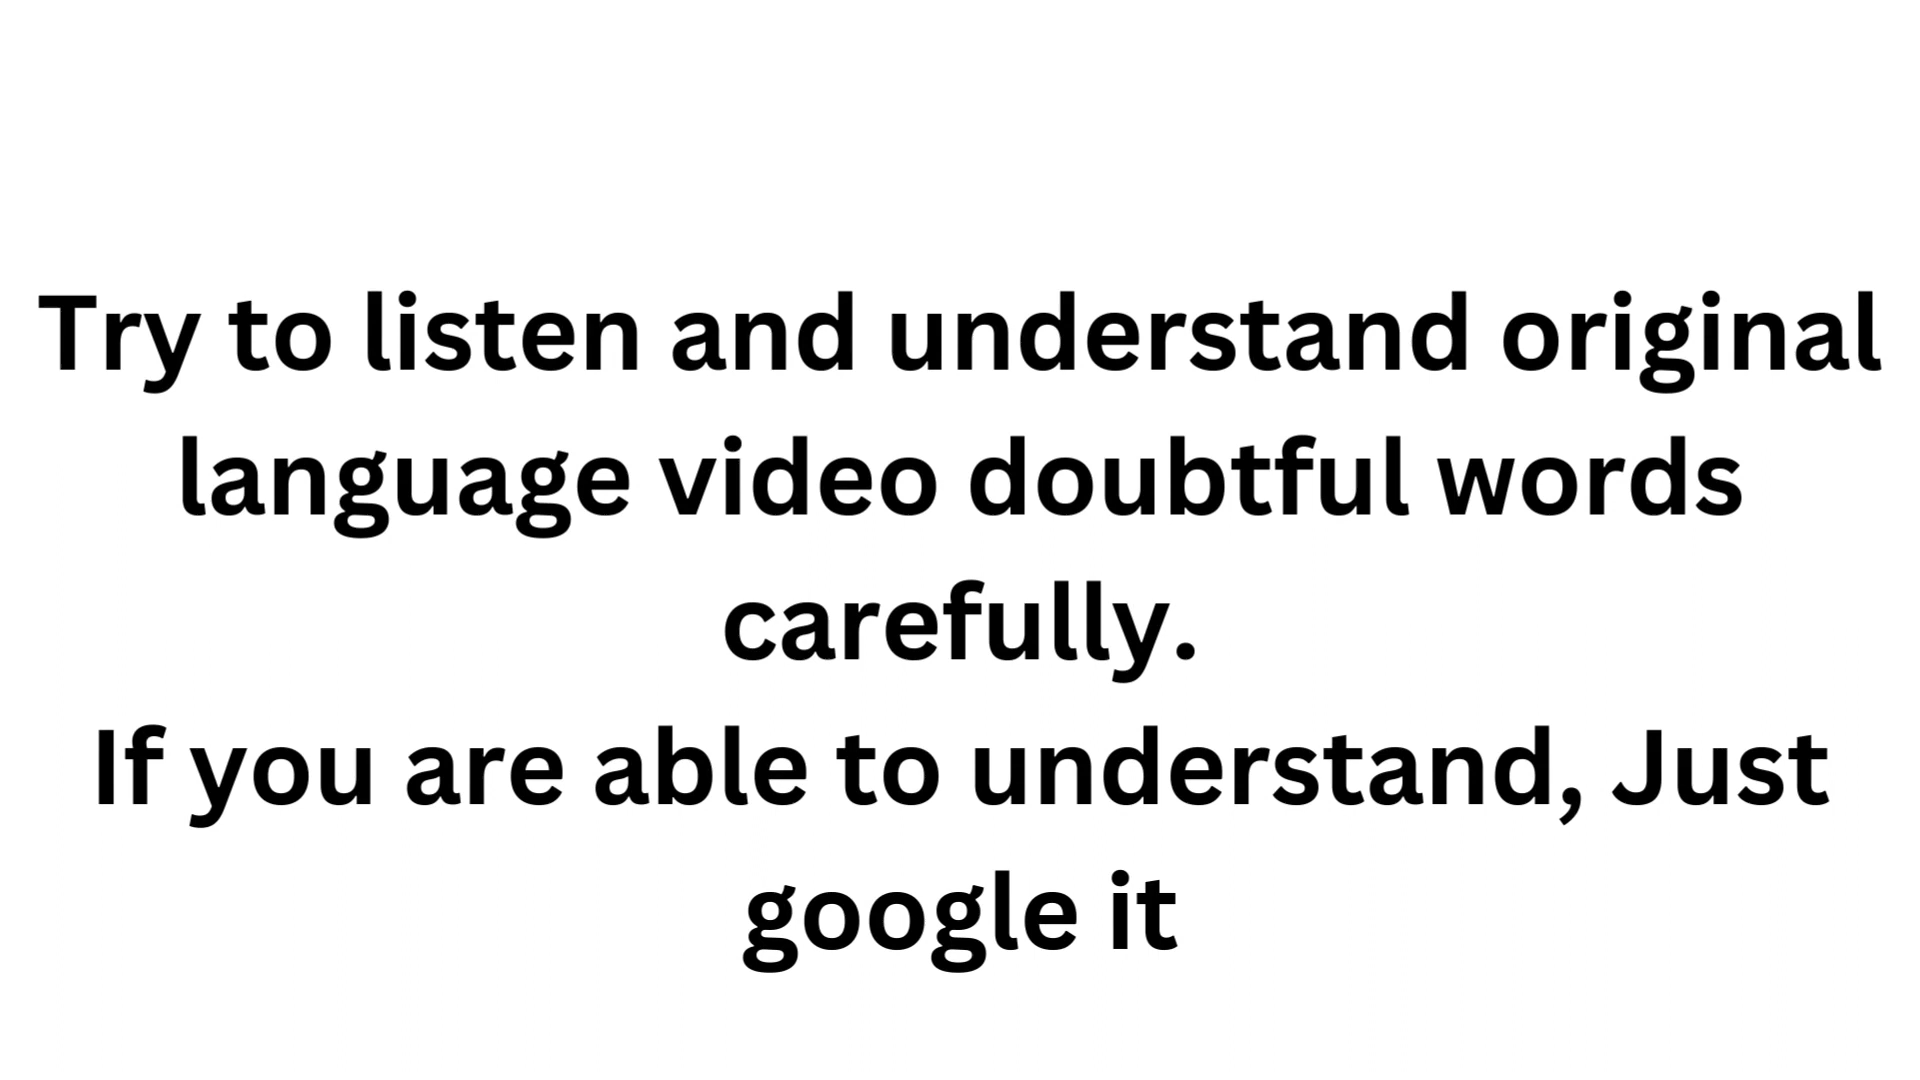 Try to listen and understand original
language video doubtful words
carefully.
If you are able to understand, Just
google it